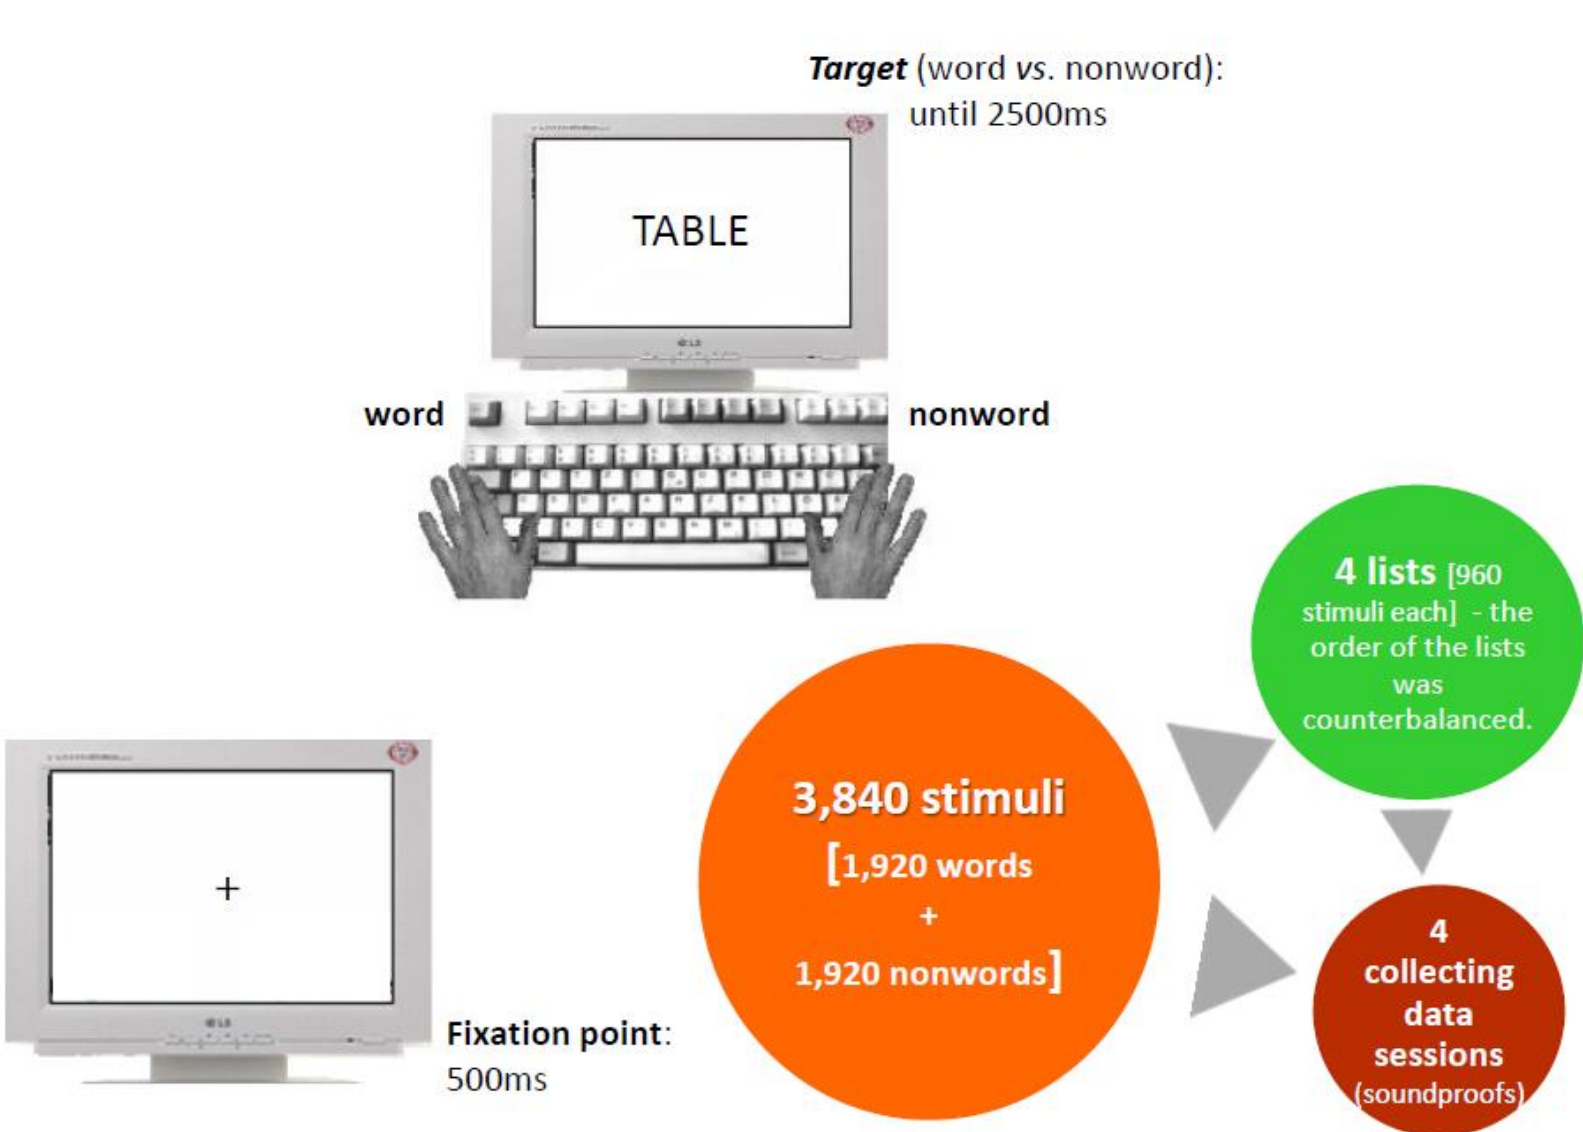 Target (word vs. nonword):
until 2500ms
TABLE
word
nonword
+
Fixation point:
500ms
3,840 stimuli
[1,920 words
+
1,920 nonwords]
4 lists [960
stimuli each] - the
order of the lists
was
counterbalanced.
4
collecting
data
sessions
(soundproofs)